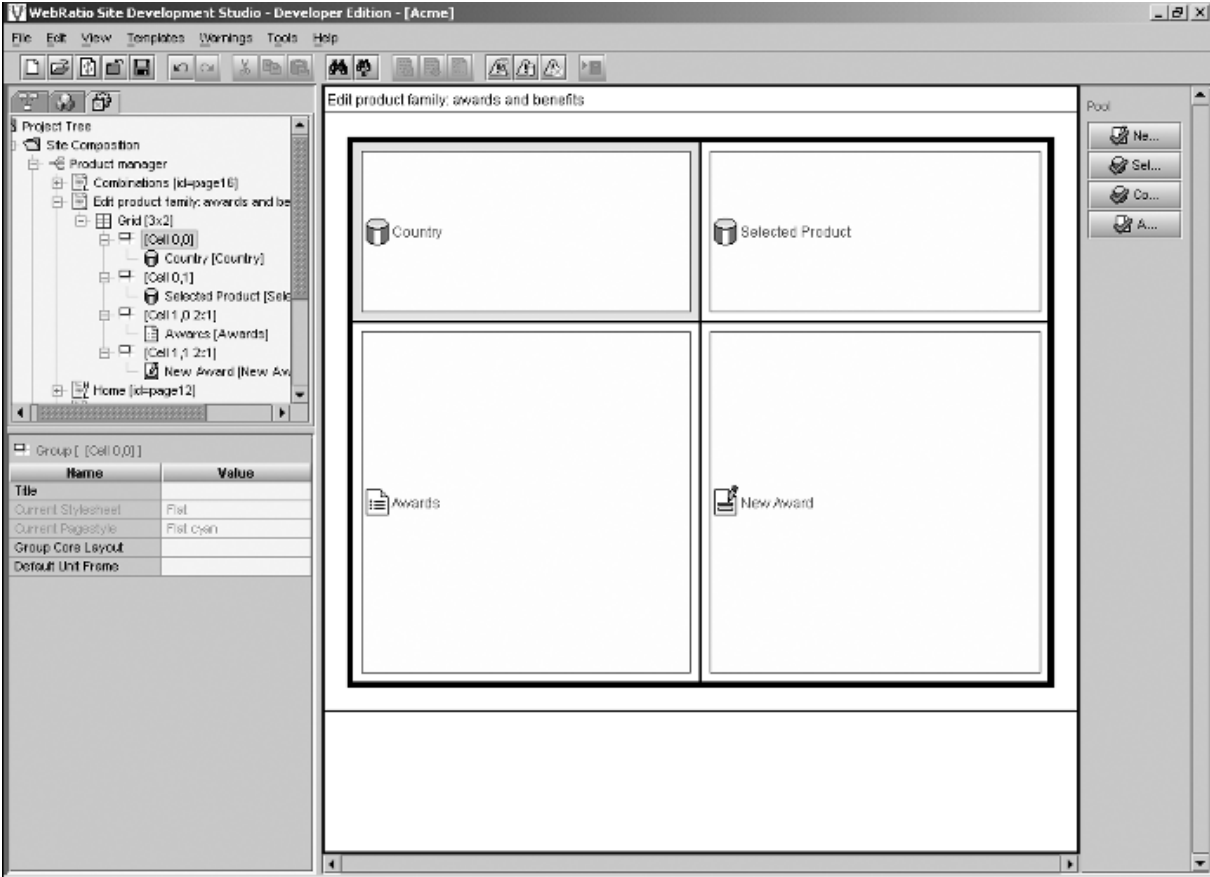 WebRatio Site Development Studio - Developer Edition - [Acme]
File Edit View Templates Warnings Tools Help
Project Tree
Site Composition
Product manager
Combinations [id=page16]
Edit product family: awards and be
Grid [3x2]
[Cell 0,0]
Country [Country]
[Cell 0,1]
Selected Product [Sele
[Cell 1,0 2:1]
Awards [Awards]
[Cell 1,1 2:1]
New Award [New Aw
Home [id=page12]
Group [ [Cell 0,0] ]
Name Value
Title
Current Stylesheet Flat
Current Pagestyle Flat cyan
Group Core Layout
Default Unit Frame
Edit product family: awards and benefits
Country
Selected Product
Awards
New Award
Pool
Ne...
Sel...
Co...
A...